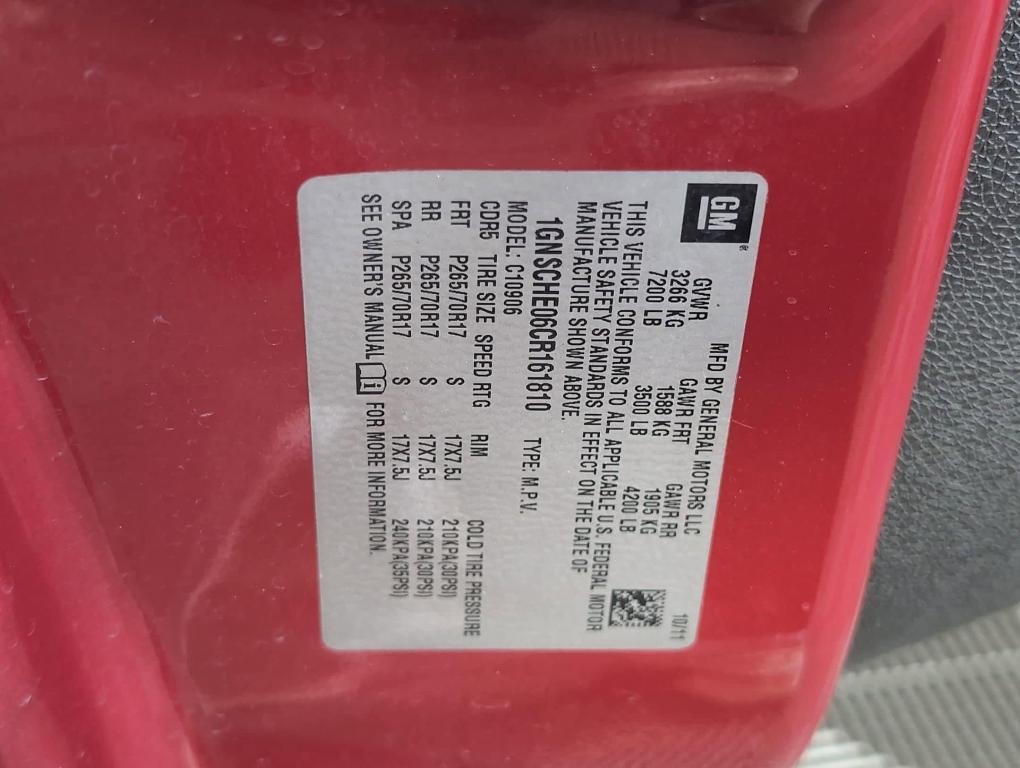 GM®
MFD BY GENERAL MOTORS LLC 10/11
GVWR GAWR FRT GAWR RR
3266 KG 1588 KG 1905 KG
7200 LB 3500 LB 4200 LB
THIS VEHICLE CONFORMS TO ALL APPLICABLE U.S. FEDERAL MOTOR
VEHICLE SAFETY STANDARDS IN EFFECT ON THE DATE OF
MANUFACTURE SHOWN ABOVE.
1GNSCHE06CR161810 TYPE: M.P.V.
MODEL: C10906
CDR5 TIRE SIZE SPEED RTG RIM COLD TIRE PRESSURE
FRT P265/70R17 S 17X7.5J 210KPA(30PSI)
RR P265/70R17 S 17X7.5J 210KPA(30PSI)
SPA P265/70R17 S 17X7.5J 240KPA(35PSI)
SEE OWNER'S MANUAL FOR MORE INFORMATION.